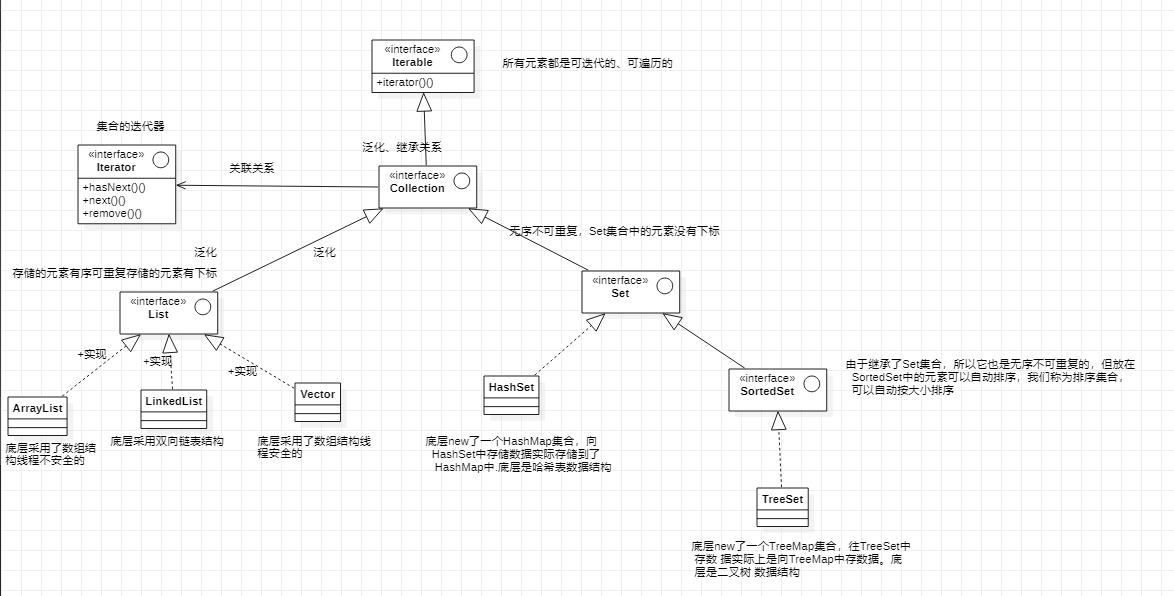 «interface»
Iterable
+iterator()()
所有元素都是可迭代的、可遍历的
集合的迭代器
«interface»
Iterator
+hasNext()()
+next()()
+remove()()
关联关系
泛化、继承关系
«interface»
Collection
泛化
泛化
无序不可重复，Set集合中的元素没有下标
存储的元素有序可重复存储的元素有下标
«interface»
List
«interface»
Set
+实现
+实现
+实现
ArrayList
LinkedList
Vector
HashSet
«interface»
SortedSet
由于继承了Set集合，所以它也是无序不可重复的，但放在
SortedSet中的元素可以自动排序，我们称为排序集合，
可以自动按大小排序
底层采用了数组结
构线程不安全的
底层采用双向链表结构
底层采用了数组结构线
程安全的
底层new了一个HashMap集合，向
HashSet中存储数据实际存储到了
HashMap中.底层是哈希表数据结构
TreeSet
底层new了一个TreeMap集合，往TreeSet中
存数 据实际上是向TreeMap中存数据。底
层是二叉树 数据结构